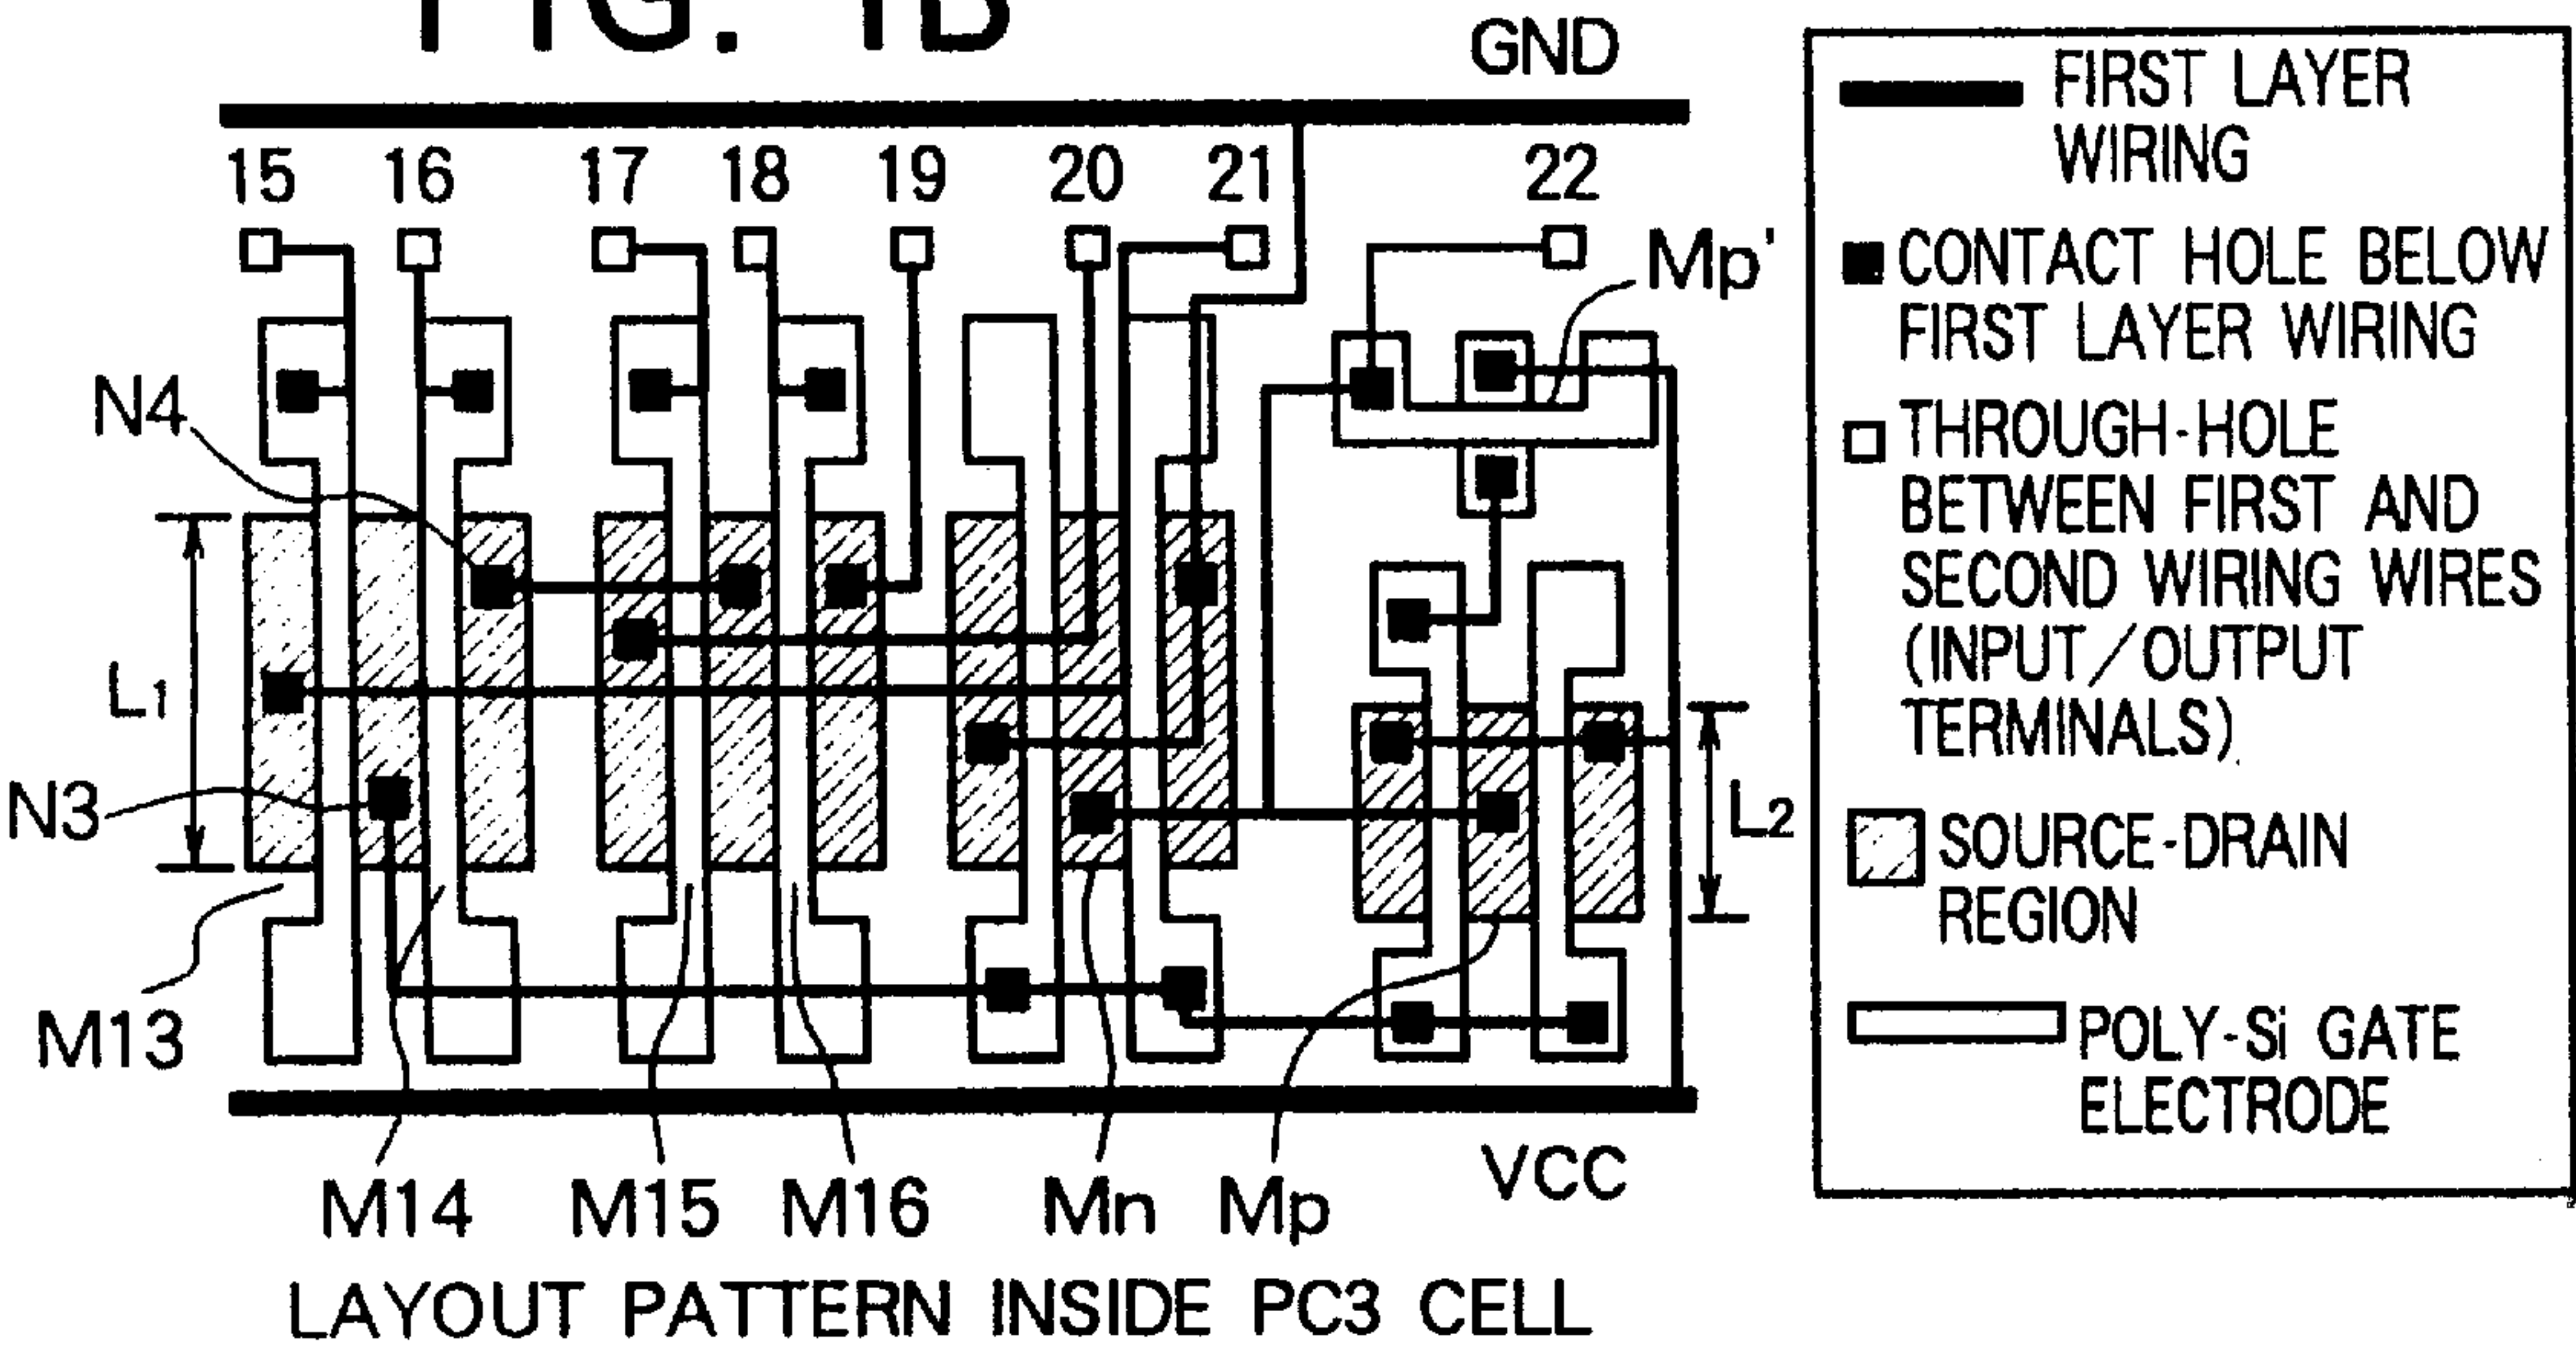 FIG. 1B
GND
15 16 17 18 19 20 21 22
Mp'
N4
L1
N3
L2
M13
VCC
M14 M15 M16 Mn Mp
LAYOUT PATTERN INSIDE PC3 CELL
FIRST LAYER
WIRING
CONTACT HOLE BELOW
FIRST LAYER WIRING
THROUGH-HOLE
BETWEEN FIRST AND
SECOND WIRING WIRES
(INPUT/OUTPUT
TERMINALS)
SOURCE-DRAIN
REGION
POLY-Si GATE
ELECTRODE